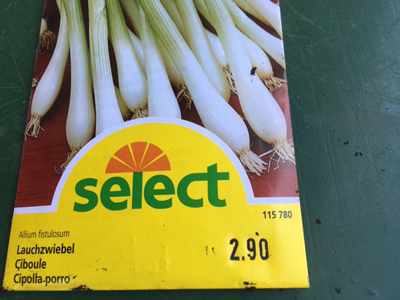 select
115 780
Allium fistulosum
Lauchzwiebel
Ciboule
Cipolla porro
2.90